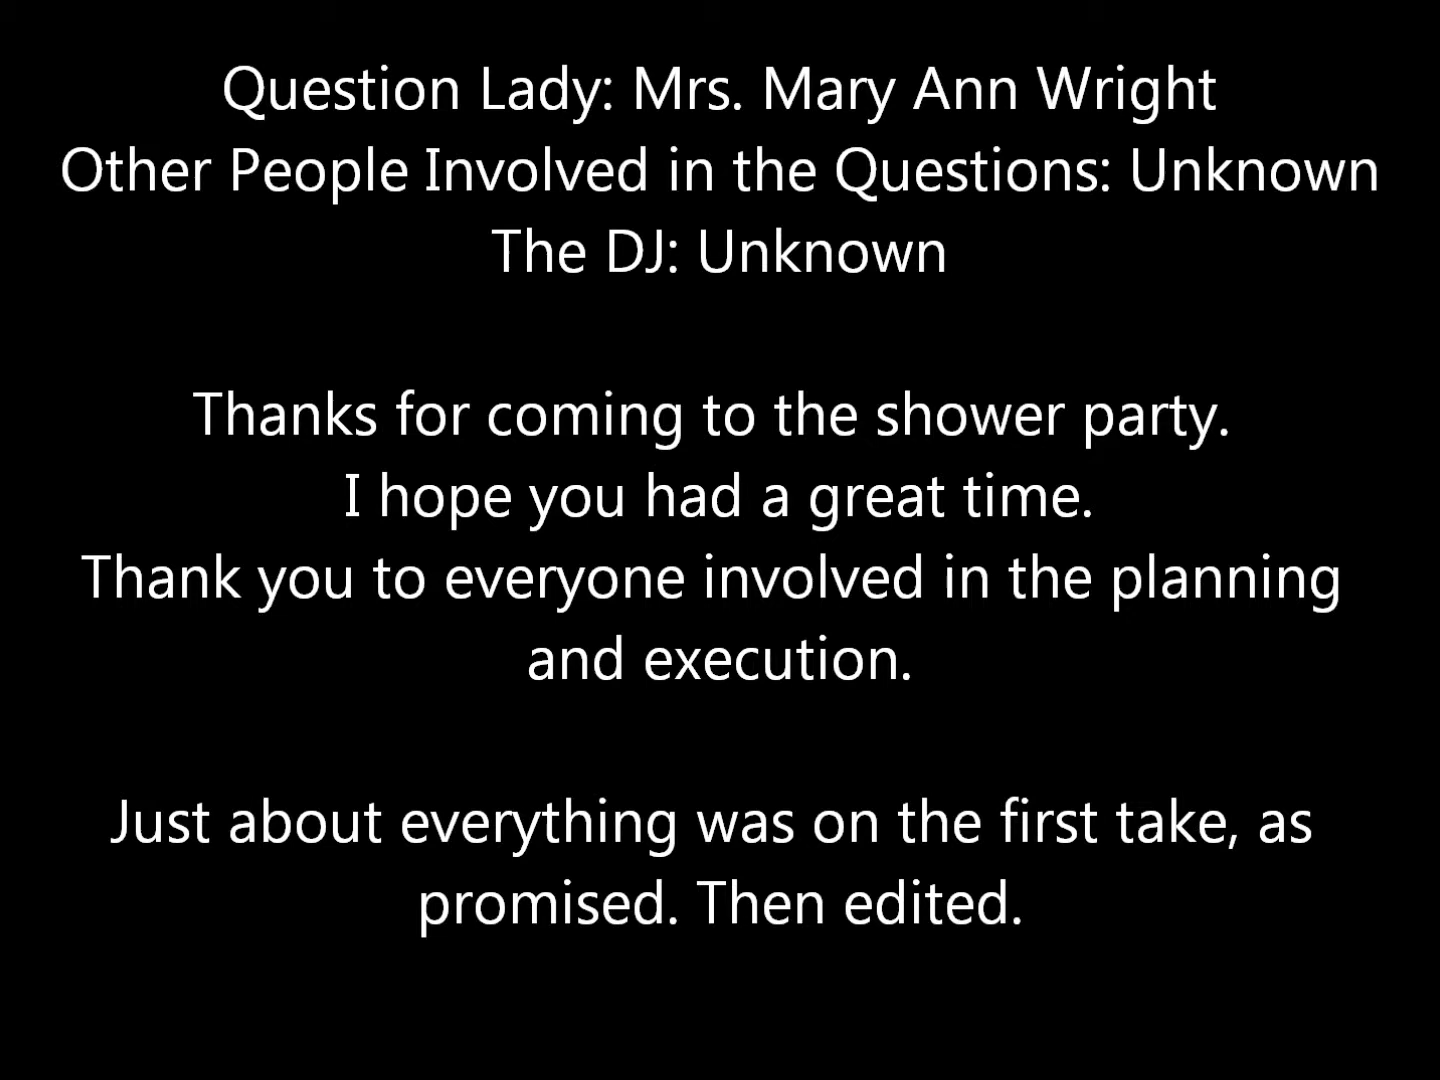 Question Lady: Mrs. Mary Ann Wright
Other People Involved in the Questions: Unknown
The DJ: Unknown
Thanks for coming to the shower party.
I hope you had a great time.
Thank you to everyone involved in the planning
and execution.
Just about everything was on the first take, as
promised. Then edited.